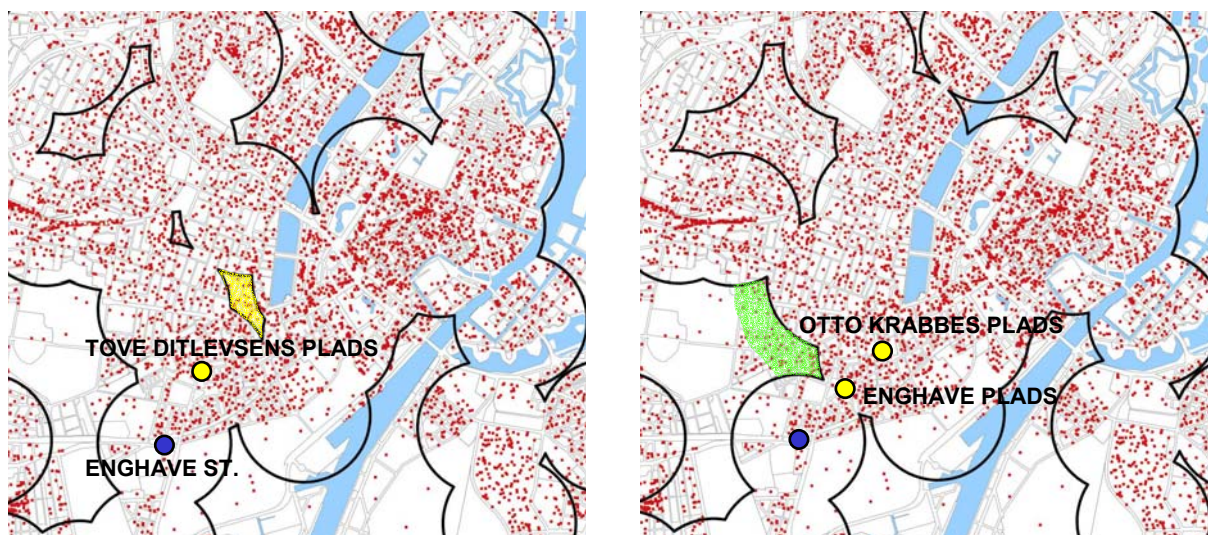 TOVE DITLEVSENS PLADS
ENGHAVE ST.
OTTO KRABBES PLADS
ENGHAVE PLADS